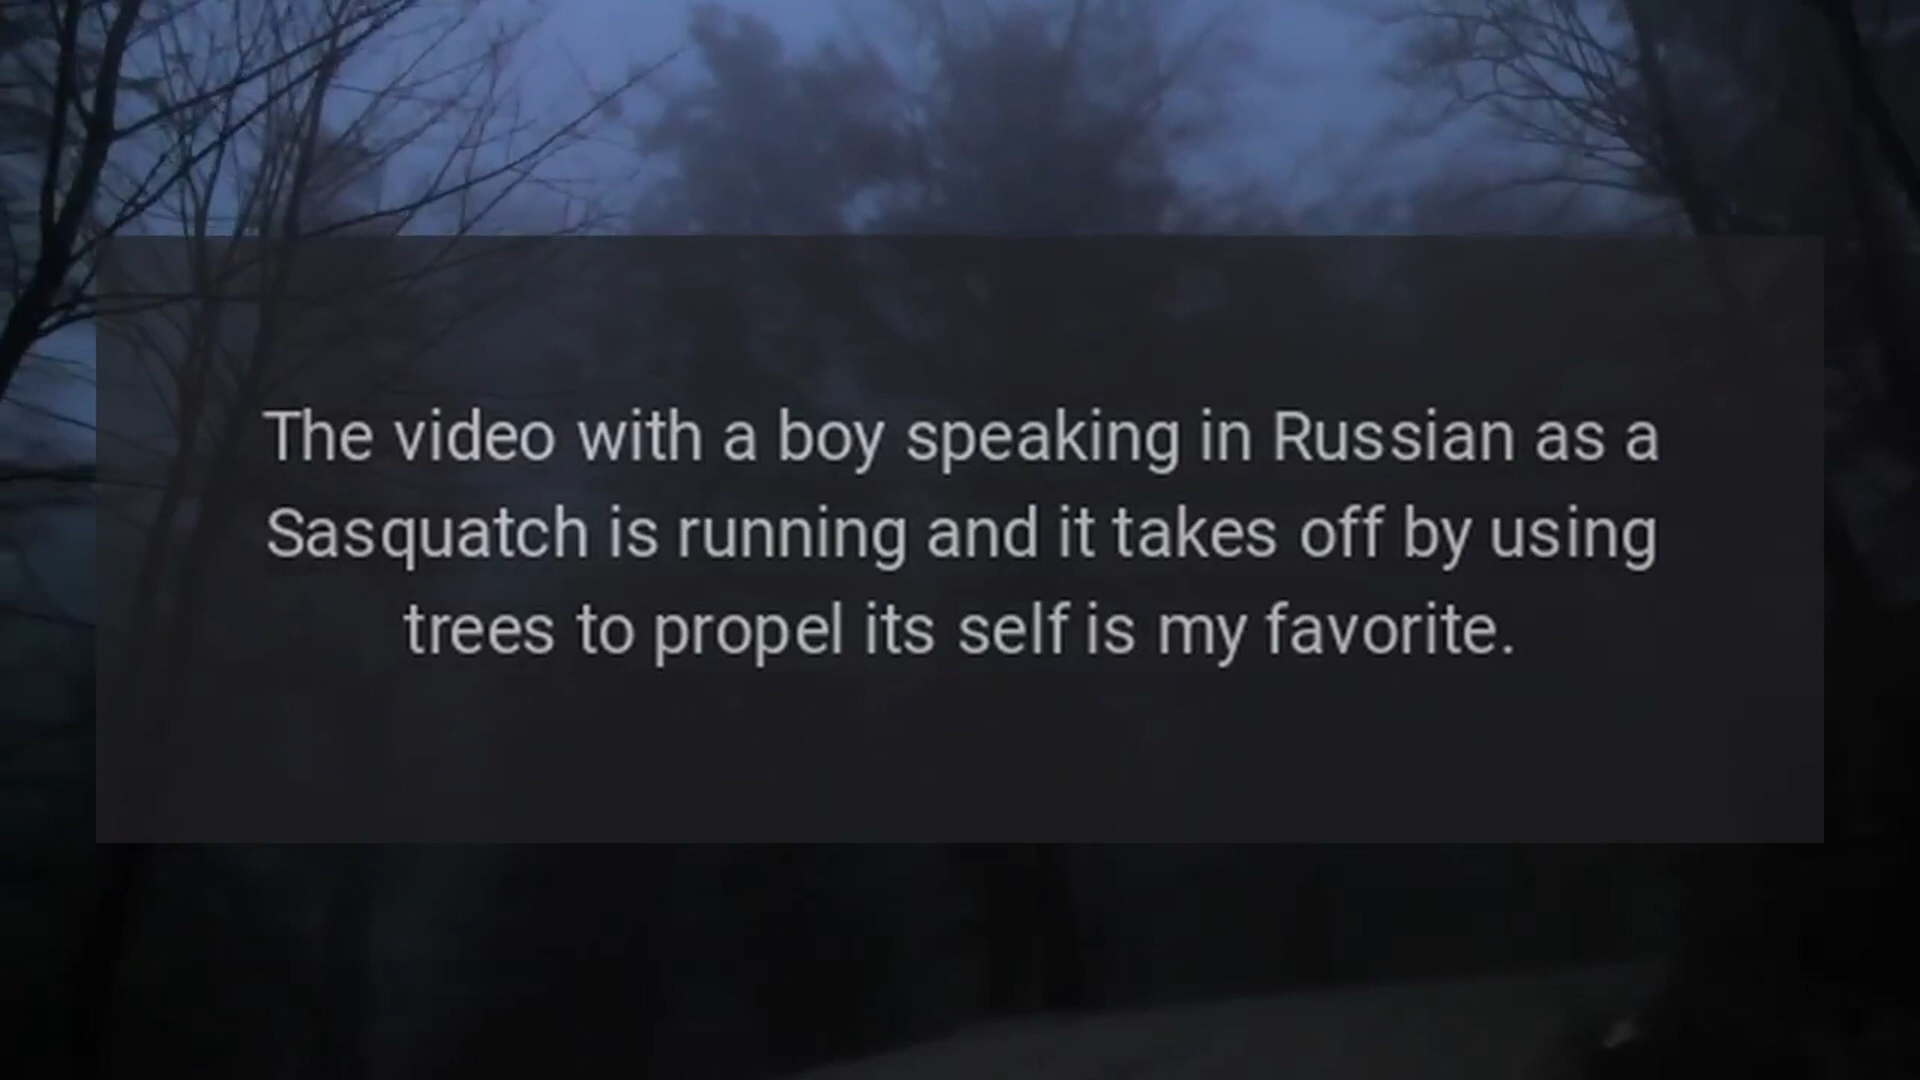 The video with a boy speaking in Russian as a
Sasquatch is running and it takes off by using
trees to propel its self is my favorite.